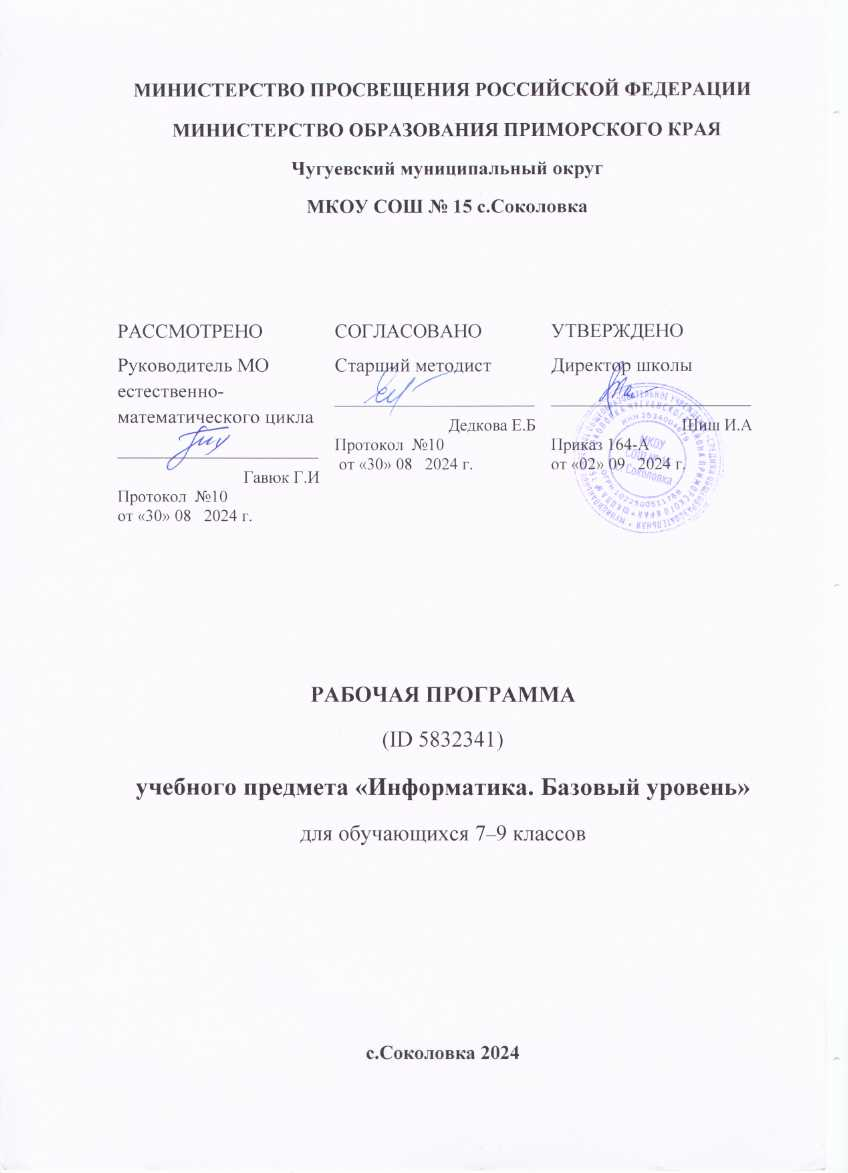 МИНИСТЕРСТВО ПРОСВЕЩЕНИЯ РОССИЙСКОЙ ФЕДЕРАЦИИ
МИНИСТЕРСТВО ОБРАЗОВАНИЯ ПРИМОРСКОГО КРАЯ
Чугуевский муниципальный округ
МКОУ СОШ № 15 с.Соколовка
РАССМОТРЕНО
Руководитель МО
естественно-
математического цикла
Гавюк Г.И
Протокол №10
от «30» 08 2024 г.
СОГЛАСОВАНО
Старший методист
Дедкова Е.Б
Протокол №10
от «30» 08 2024 г.
УТВЕРЖДЕНО
Директор школы
Шиш И.А
Приказ 164-А
от «02» 09 2024 г.
МКОУ
Соколовка
РАБОЧАЯ ПРОГРАММА
(ID 5832341)
учебного предмета «Информатика. Базовый уровень»
для обучающихся 7–9 классов
с.Соколовка 2024